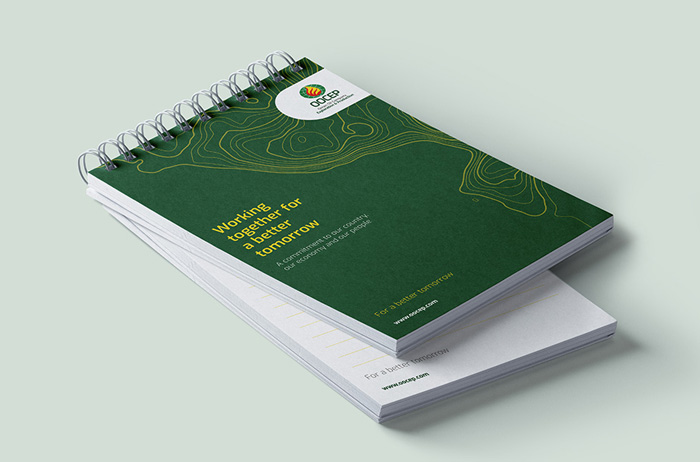 OOCEP
Working
together for
a better
tomorrow
A commitment to our country,
our economy and our people
For a better tomorrow
www.oocep.com
For a better tomorrow
www.oocep.com